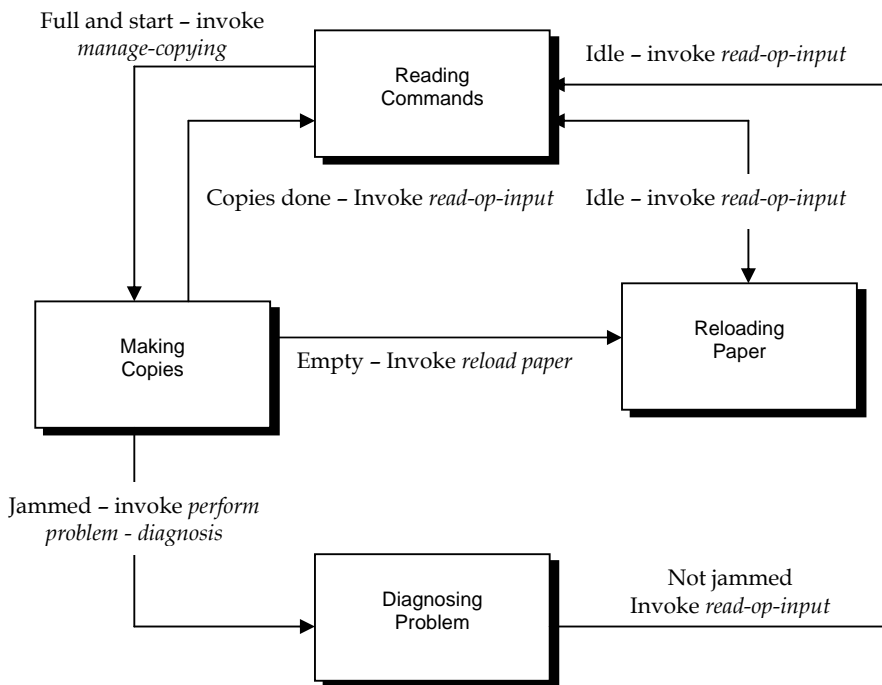 Full and start – invoke
manage-copying
Reading
Commands
Idle – invoke read-op-input
Copies done – Invoke read-op-input
Idle – invoke read-op-input
Making
Copies
Empty – Invoke reload paper
Reloading
Paper
Jammed – invoke perform
problem - diagnosis
Diagnosing
Problem
Not jammed
Invoke read-op-input